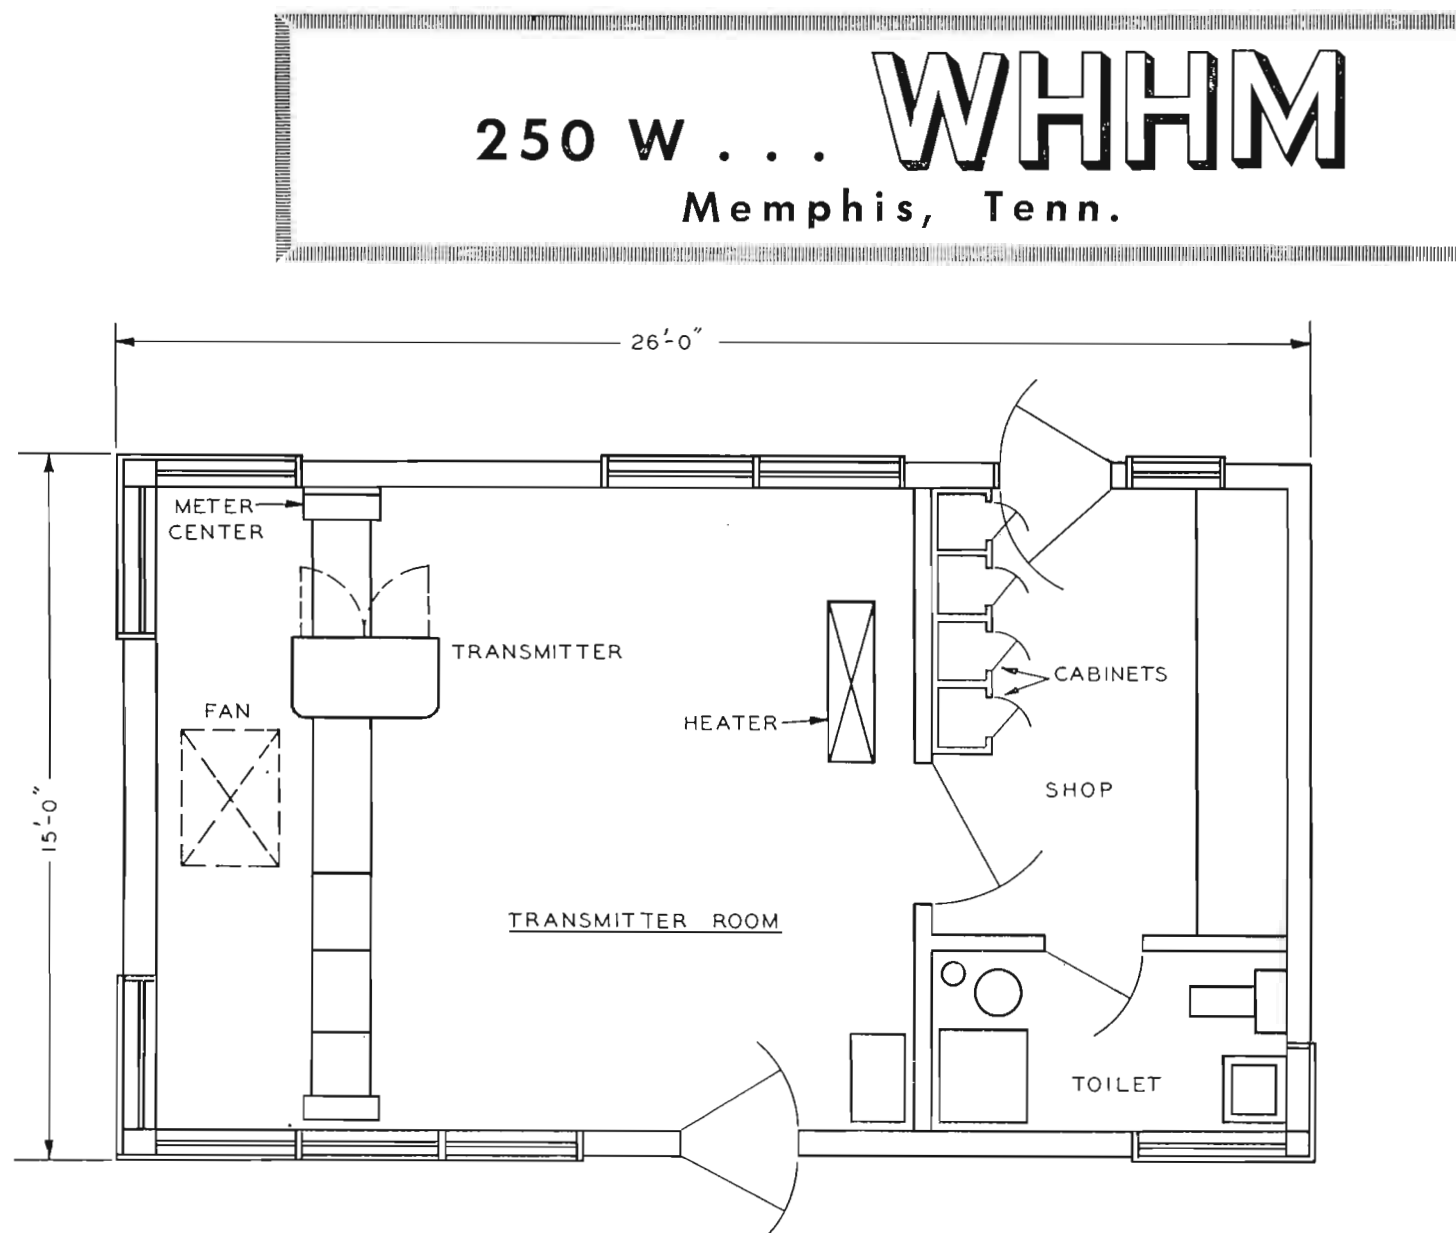 250 W . . . WHHM
Memphis, Tenn.
26'-0"
METER
CENTER
TRANSMITTER
CABINETS
FAN
HEATER
SHOP
15'-0"
TRANSMITTER ROOM
TOILET